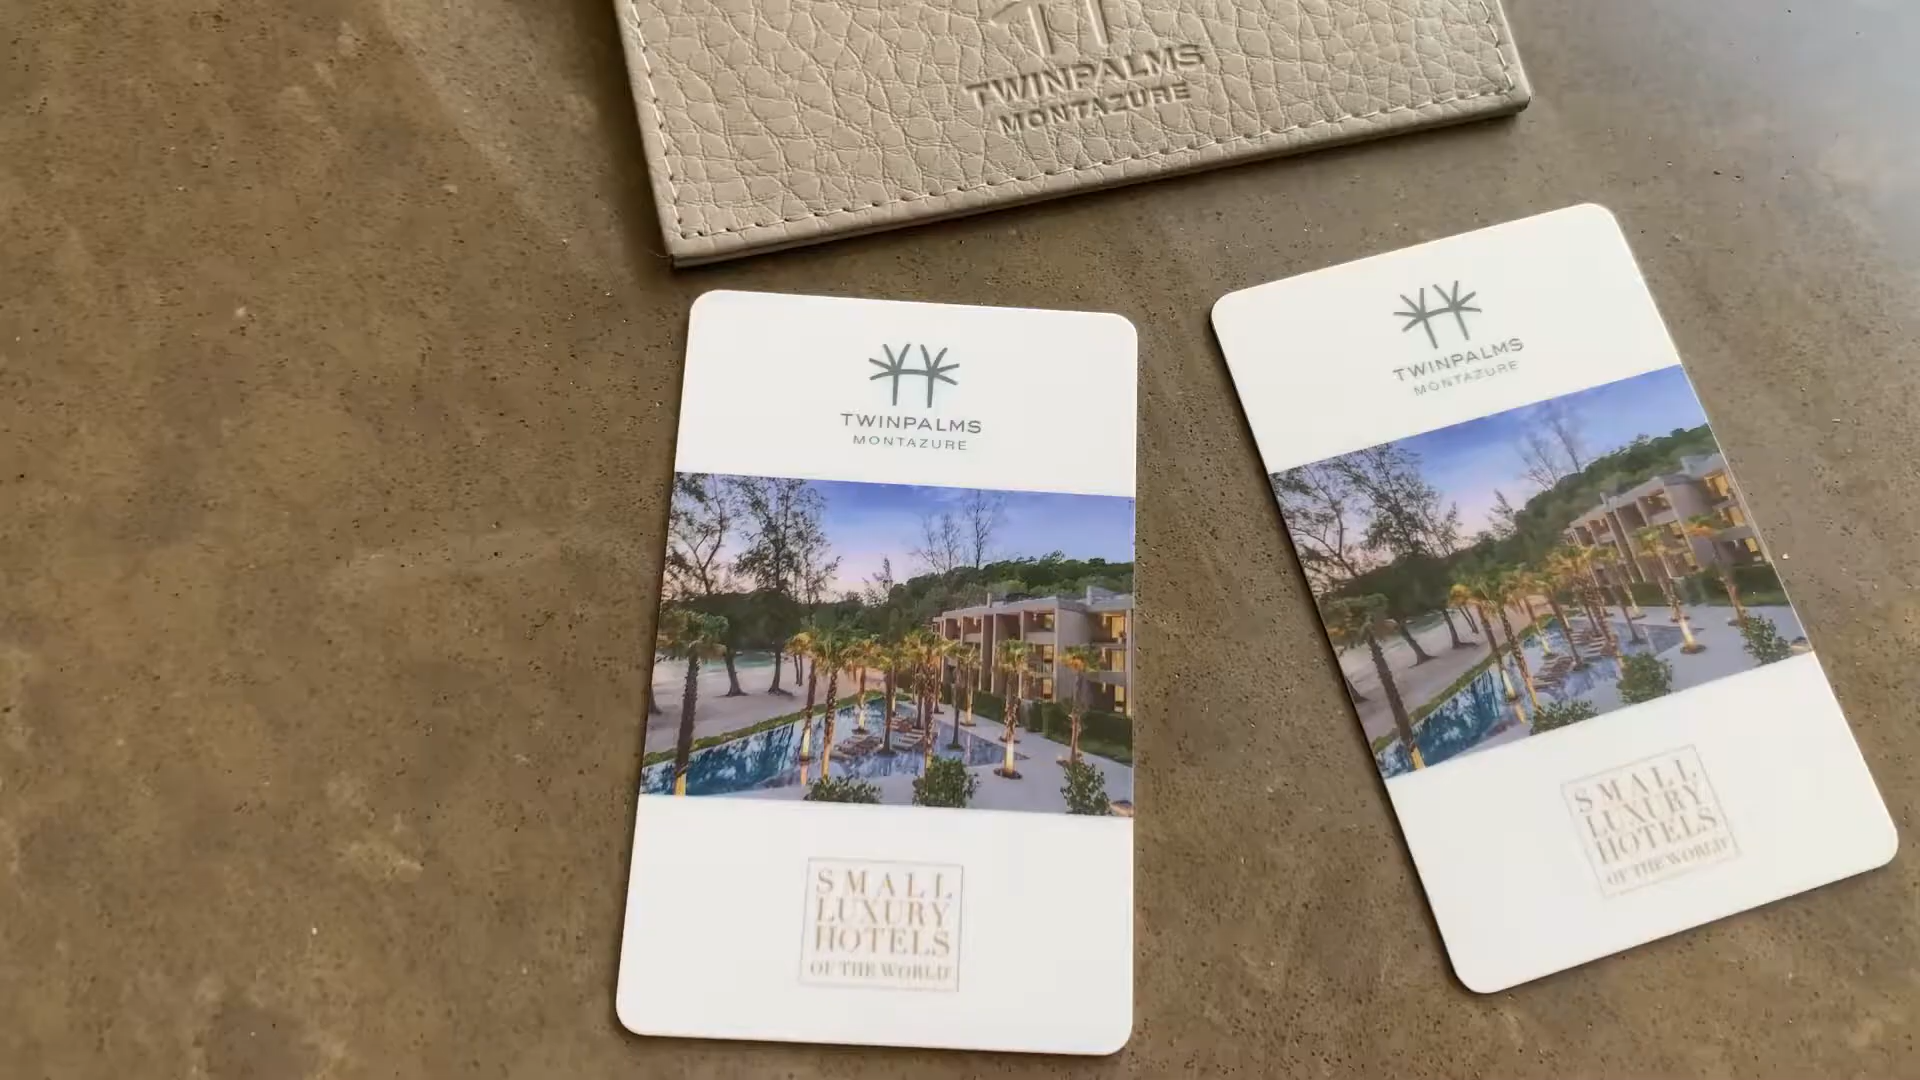 TWINPALMS
MONTAZURE
TWINPALMS
MONTAZURE
SMALL
LUXURY
HOTELS
OF THE WORLD
TWINPALMS
MONTAZURE
SMALL
LUXURY
HOTELS
OF THE WORLD